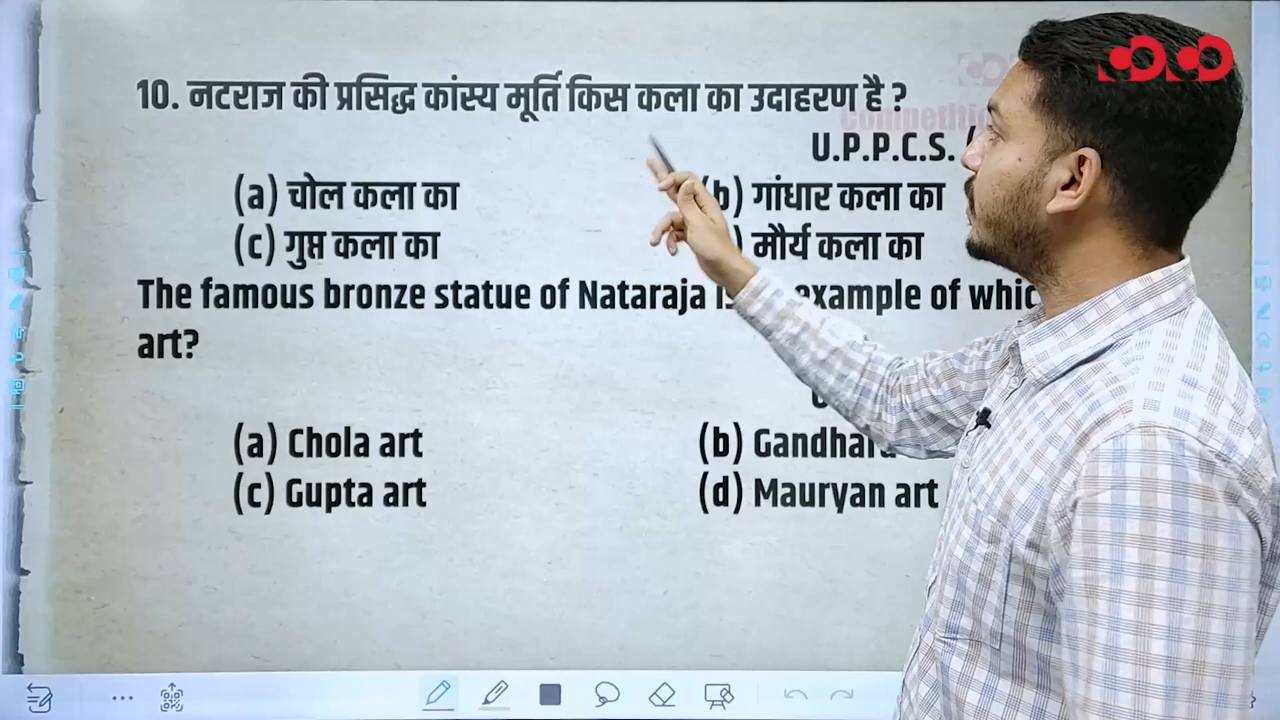 10. नटराज की प्रसिद्ध कांस्य मूर्ति किस कला का उदाहरण है ?
U.P.P.C.S.
(a) चोल कला का (b) गांधार कला का
(c) गुप्त कला का मौर्य कला का
The famous bronze statue of Nataraja example of
art?
(a) Chola art (b)
(c) Gupta art (d) Mauryan art